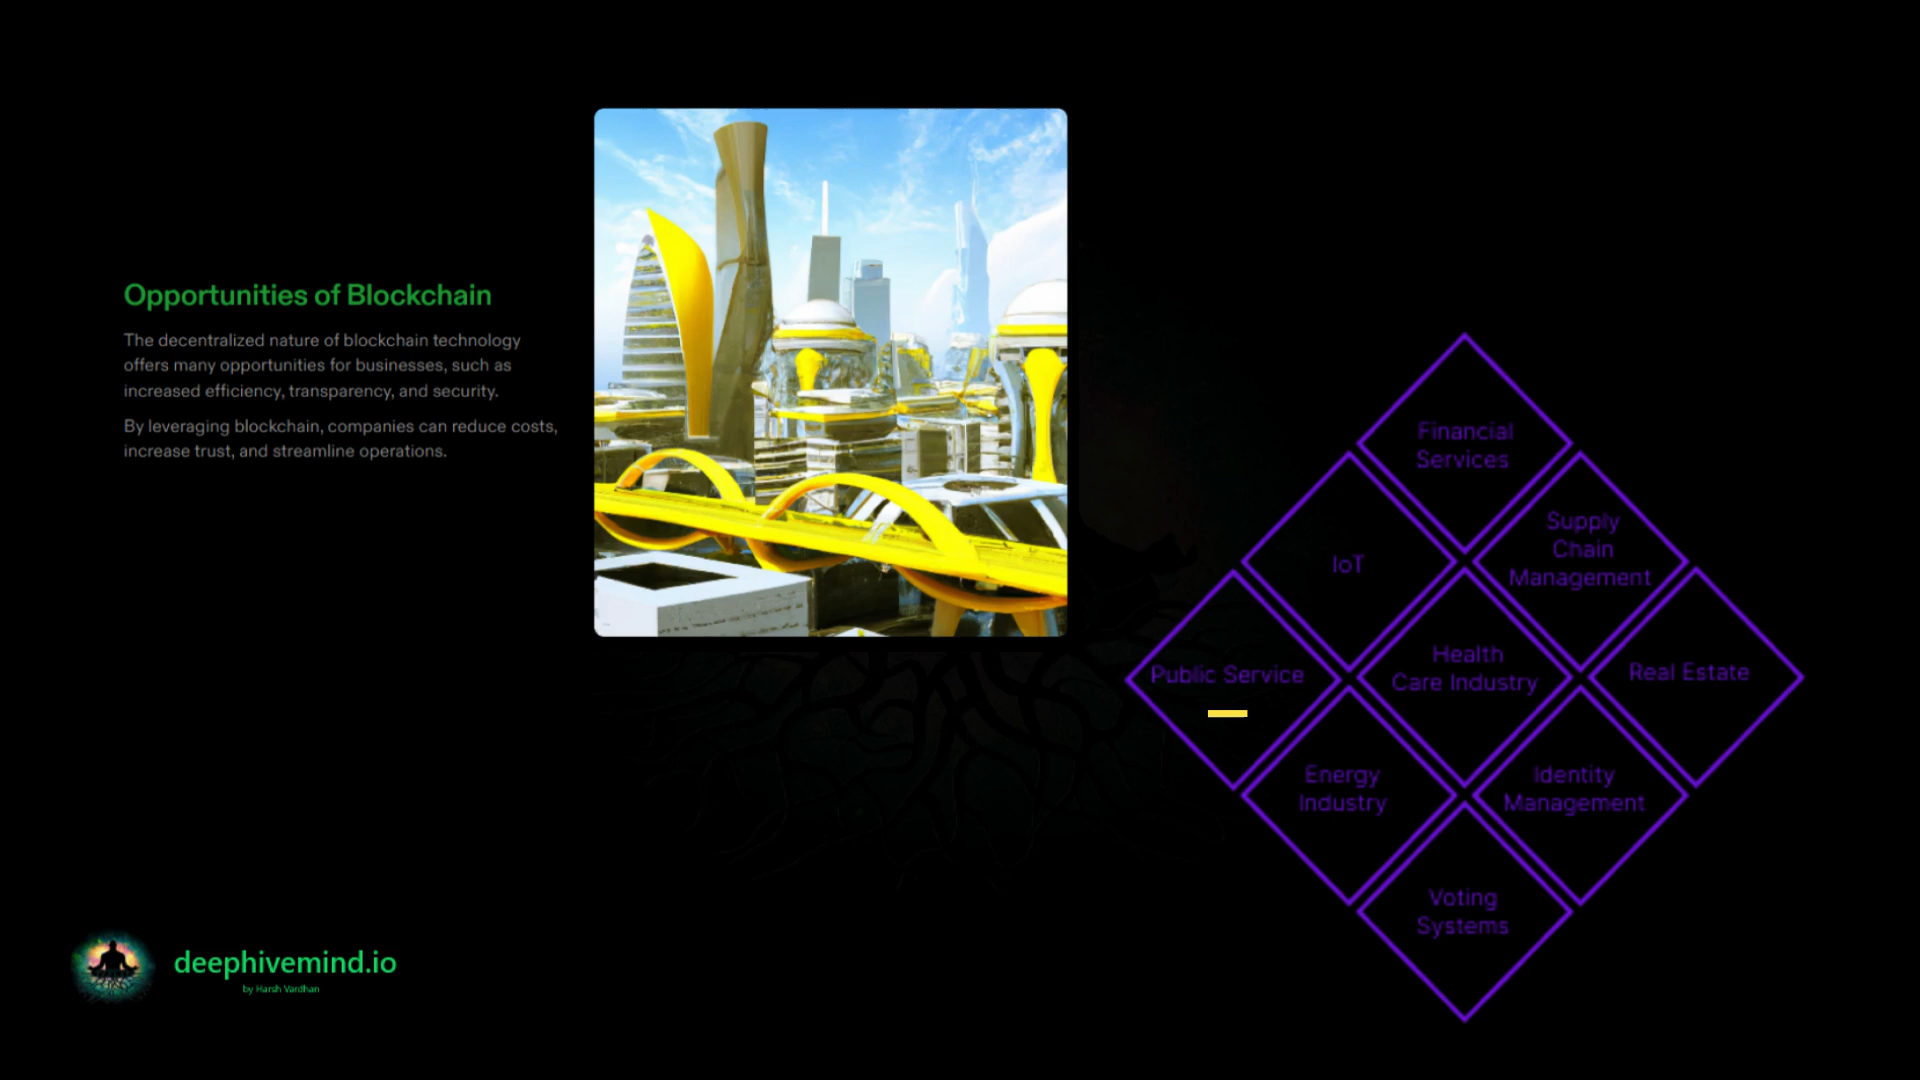 Opportunities of Blockchain
The decentralized nature of blockchain technology
offers many opportunities for businesses, such as
increased efficiency, transparency, and security.
By leveraging blockchain, companies can reduce costs,
increase trust, and streamline operations.
Financial
Services
Supply
Chain
Management
IoT
Public Service
Health
Care Industry
Real Estate
Energy
Industry
Identity
Management
Voting
Systems
deephivemind.io
by Harsh Vardhan